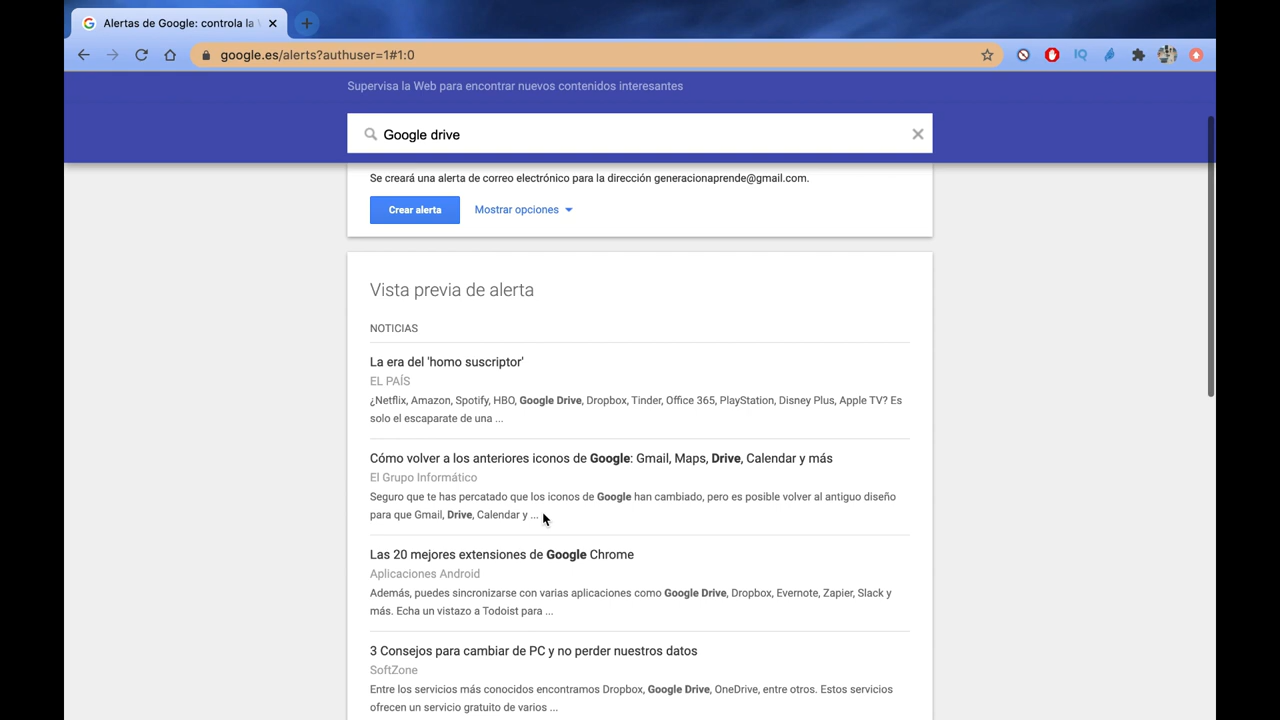 Alertas de Google: controla la
google.es/alerts?authuser=1#1:0
Supervisa la Web para encontrar nuevos contenidos interesantes
Google drive
Se creará una alerta de correo electrónico para la dirección generacionaprende@gmail.com.
Crear alerta Mostrar opciones
Vista previa de alerta
NOTICIAS
La era del 'homo suscriptor'
EL PAÍS
¿Netflix, Amazon, Spotify, HBO, Google Drive, Dropbox, Tinder, Office 365, PlayStation, Disney Plus, Apple TV? Es
solo el escaparate de una ...
Cómo volver a los anteriores iconos de Google: Gmail, Maps, Drive, Calendar y más
El Grupo Informático
Seguro que te has percatado que los iconos de Google han cambiado, pero es posible volver al antiguo diseño
para que Gmail, Drive, Calendar y ...
Las 20 mejores extensiones de Google Chrome
Aplicaciones Android
Además, puedes sincronizarse con varias aplicaciones como Google Drive, Dropbox, Evernote, Zapier, Slack y
más. Echa un vistazo a Todoist para ...
3 Consejos para cambiar de PC y no perder nuestros datos
SoftZone
Entre los servicios más conocidos encontramos Dropbox, Google Drive, OneDrive, entre otros. Estos servicios
ofrecen un servicio gratuito de varios ...